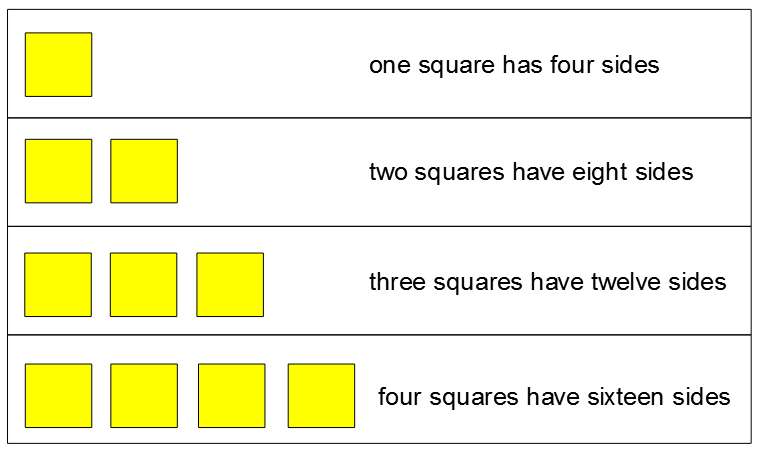 one square has four sides
two squares have eight sides
three squares have twelve sides
four squares have sixteen sides